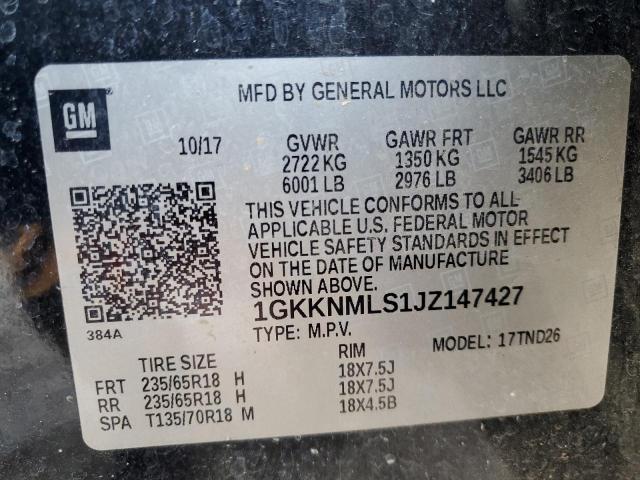 GM
MFD BY GENERAL MOTORS LLC
10/17 GVWR GAWR FRT GAWR RR
2722 KG 1350 KG 1545 KG
6001 LB 2976 LB 3406 LB
THIS VEHICLE CONFORMS TO ALL
APPLICABLE U.S. FEDERAL MOTOR
VEHICLE SAFETY STANDARDS IN EFFECT
ON THE DATE OF MANUFACTURE
SHOWN ABOVE.
1GKKNMLS1JZ147427
384A
TYPE: M.P.V. MODEL: 17TND26
TIRE SIZE RIM
FRT 235/65R18 H 18X7.5J
RR 235/65R18 H 18X7.5J
SPA T135/70R18 M 18X4.5B